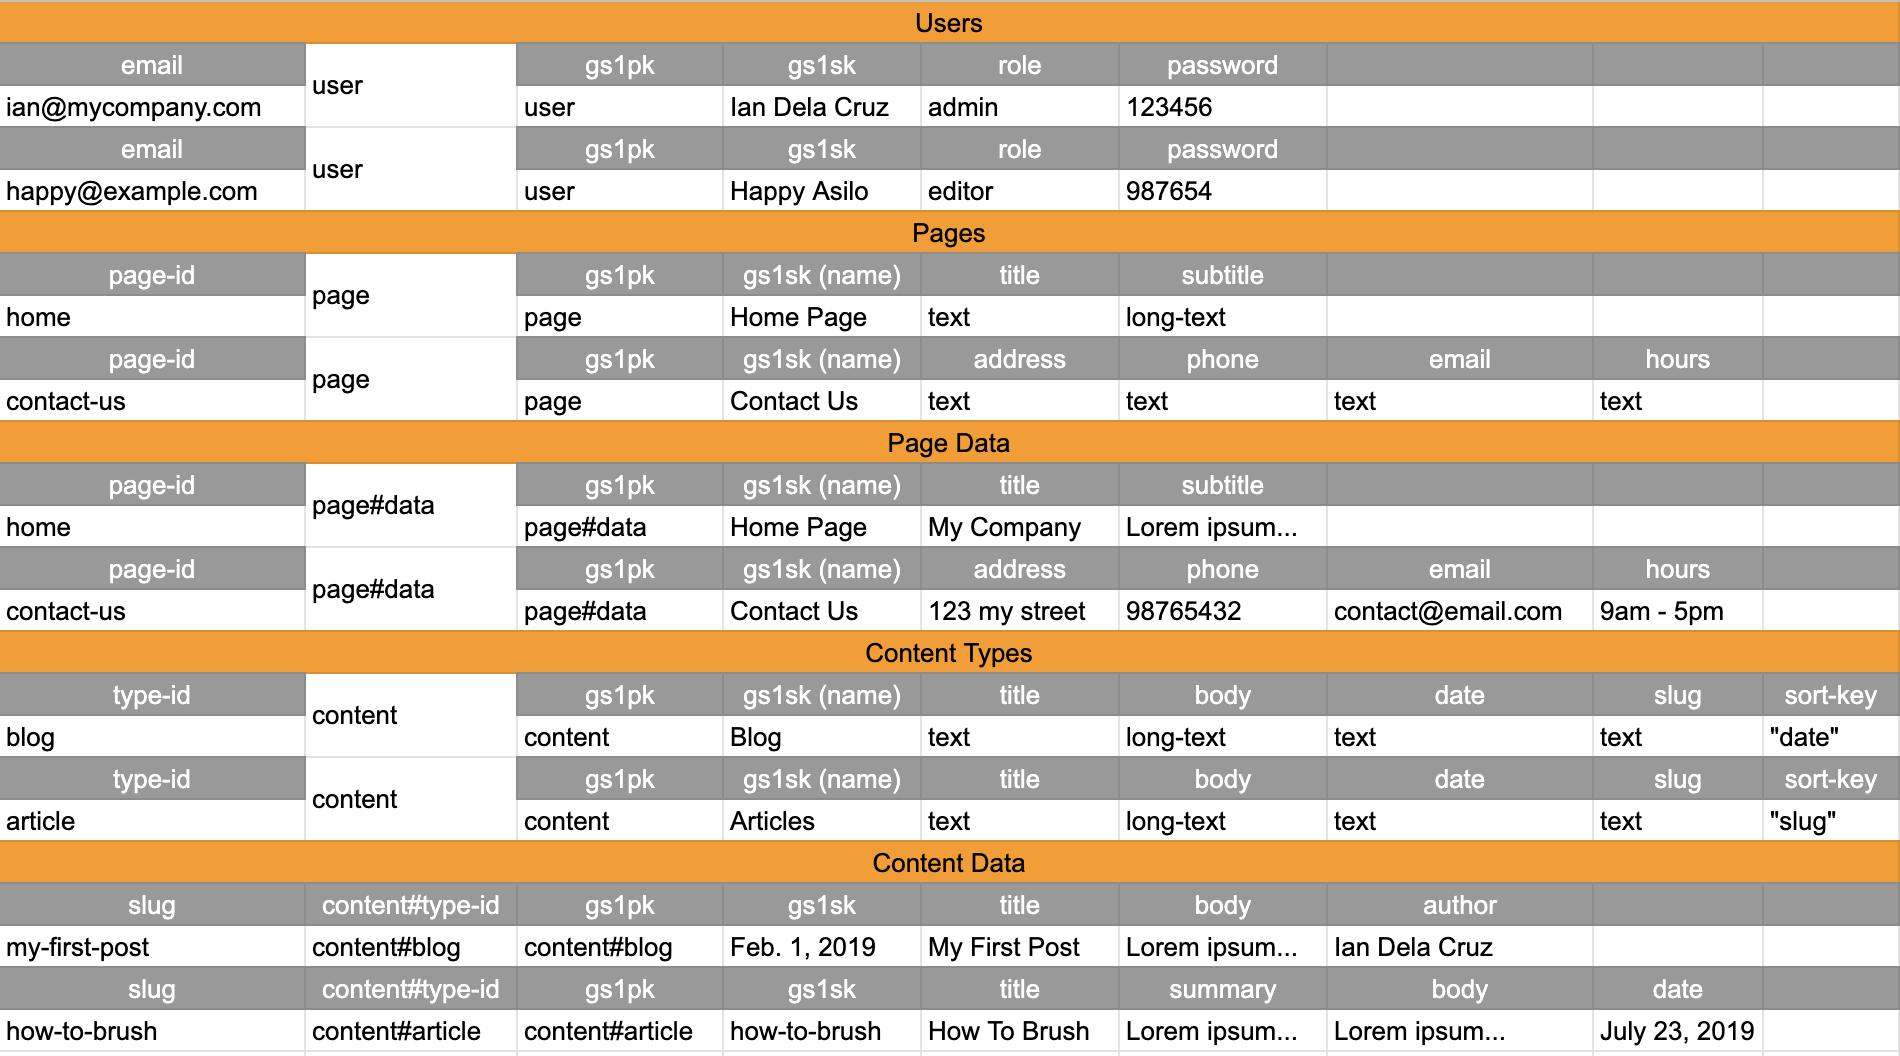 Users
email user gs1pk gs1sk role password
ian@mycompany.com user Ian Dela Cruz admin 123456
email user gs1pk gs1sk role password
happy@example.com user Happy Asilo editor 987654
Pages
page-id page gs1pk gs1sk (name) title subtitle
home page Home Page text long-text
page-id page gs1pk gs1sk (name) address phone email hours
contact-us page Contact Us text text text text
Page Data
page-id page#data gs1pk gs1sk (name) title subtitle
home page#data Home Page My Company Lorem ipsum...
page-id page#data gs1pk gs1sk (name) address phone email hours
contact-us page#data Contact Us 123 my street 98765432 contact@email.com 9am - 5pm
Content Types
type-id content gs1pk gs1sk (name) title body date slug sort-key
blog content Blog text long-text text text "date"
type-id content gs1pk gs1sk (name) title body date slug sort-key
article content Articles text long-text text text "slug"
Content Data
slug content#type-id gs1pk gs1sk title body author
my-first-post content#blog content#blog Feb. 1, 2019 My First Post Lorem ipsum... Ian Dela Cruz
slug content#type-id gs1pk gs1sk title summary body date
how-to-brush content#article content#article how-to-brush How To Brush Lorem ipsum... Lorem ipsum... July 23, 2019